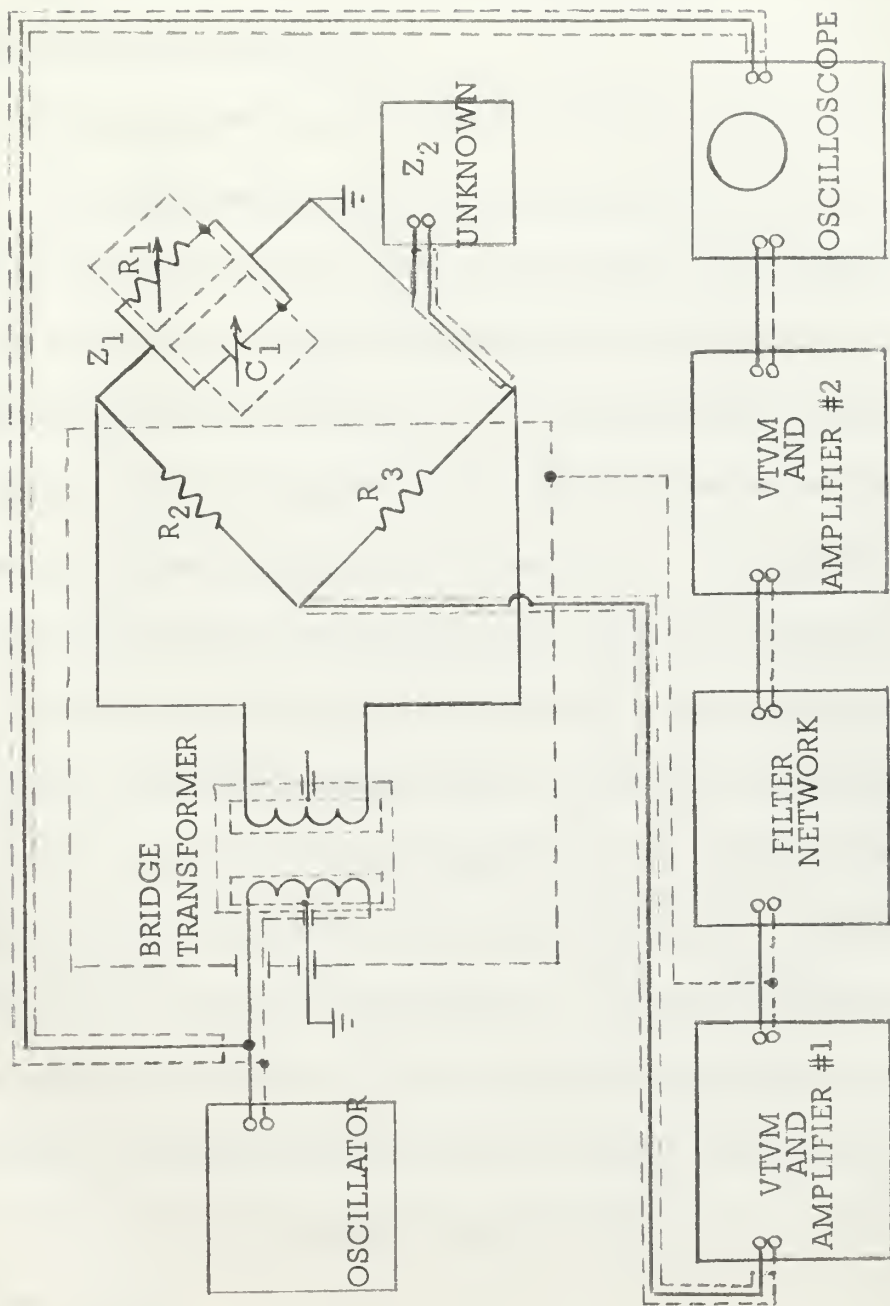 OSCILLATOR
BRIDGE
TRANSFORMER
Z1
R1
C1
R2
R3
Z2
UNKNOWN
VTVM
AND
AMPLIFIER #1
FILTER
NETWORK
VTVM
AND
AMPLIFIER #2
OSCILLOSCOPE